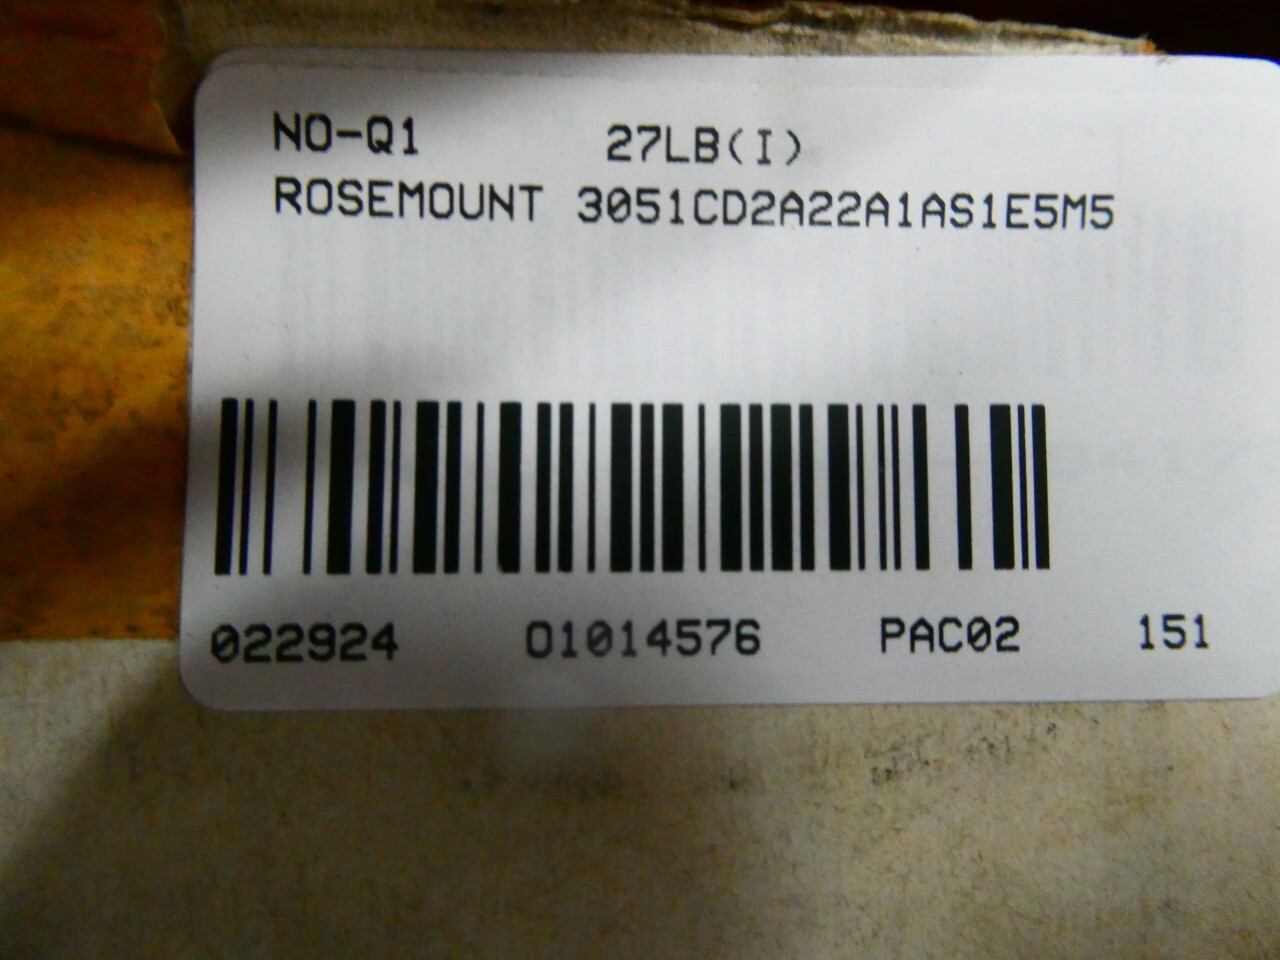 NO-Q1 27LB(I)
ROSEMOUNT 3051CD2A22A1AS1E5M5
022924 01014576 PAC02 151